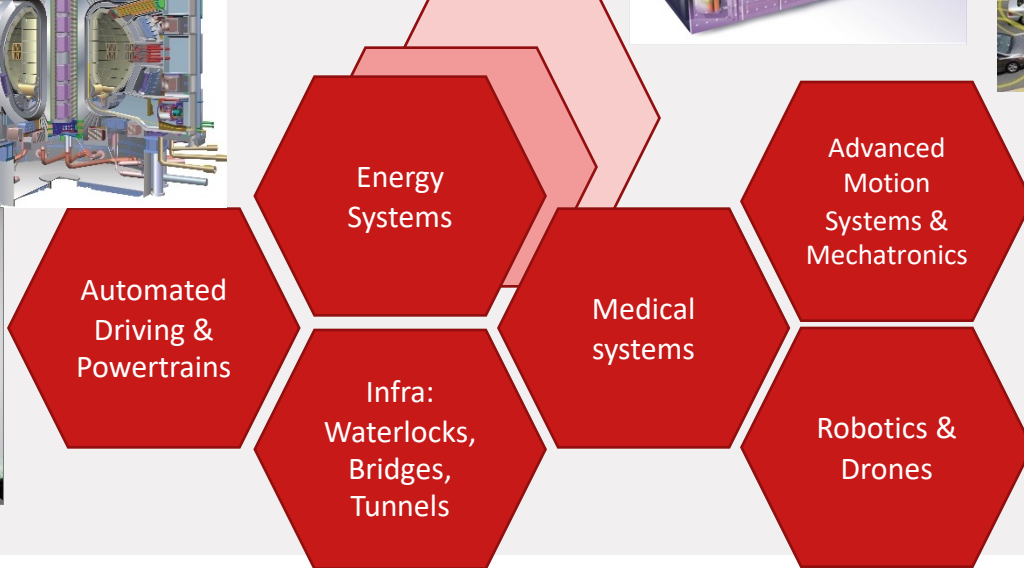 Energy
Systems
Advanced
Motion
Systems &
Mechatronics
Automated
Driving &
Powertrains
Medical
systems
Infra:
Waterlocks,
Bridges,
Tunnels
Robotics &
Drones